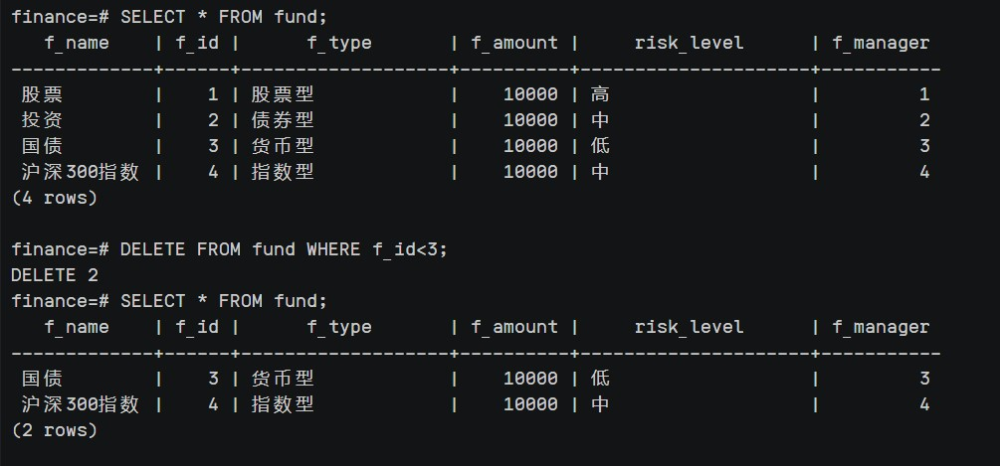 finance=# SELECT * FROM fund;
   f_name    | f_id |      f_type       | f_amount |     risk_level      | f_manager
-------------+------+-------------------+----------+---------------------+-----------
 股票        |    1 | 股票型            |    10000 | 高                  |         1
 投资        |    2 | 债券型            |    10000 | 中                  |         2
 国债        |    3 | 货币型            |    10000 | 低                  |         3
 沪深300指数 |    4 | 指数型            |    10000 | 中                  |         4
(4 rows)
finance=# DELETE FROM fund WHERE f_id<3;
DELETE 2
finance=# SELECT * FROM fund;
   f_name    | f_id |      f_type       | f_amount |     risk_level      | f_manager
-------------+------+-------------------+----------+---------------------+-----------
 国债        |    3 | 货币型            |    10000 | 低                  |         3
 沪深300指数 |    4 | 指数型            |    10000 | 中                  |         4
(2 rows)